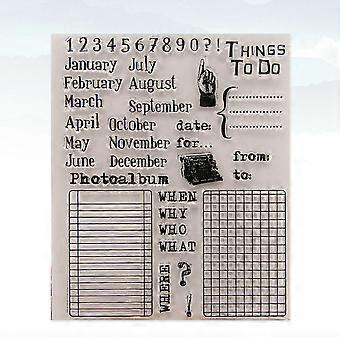 1234567890?!
THINGS
TO DO
January July
February August
March September
April October
May November
June December
date:
for...
from:
to:
Photoalbum
WHEN
WHY
WHO
WHAT
WHERE
?
!